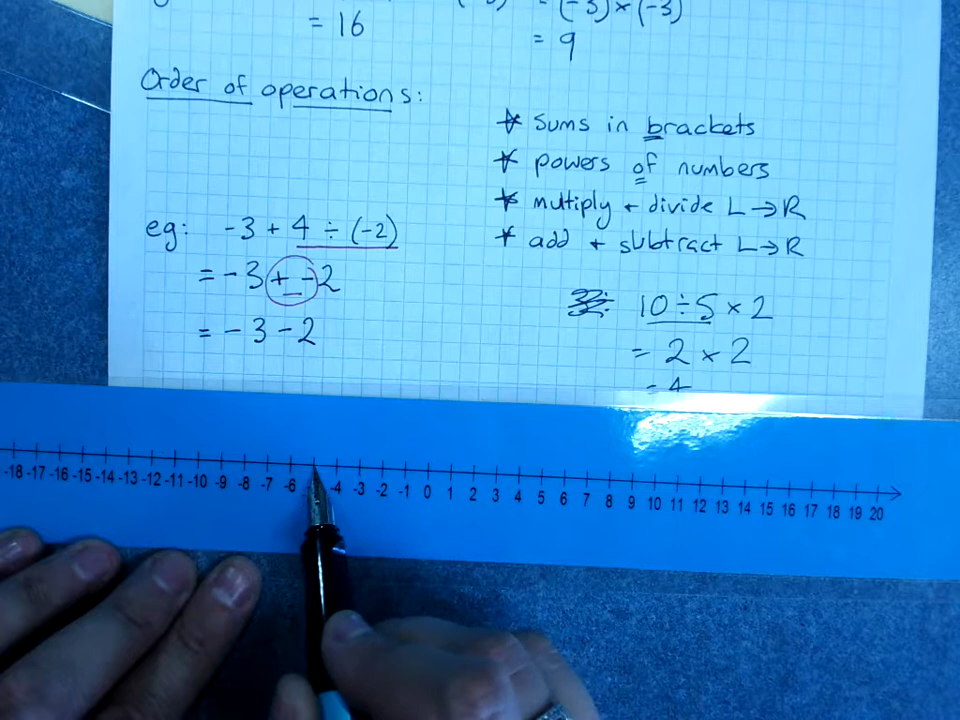 = (-3) × (-3)
= 16
= 9
Order of operations:
* sums in brackets
* powers of numbers
* multiply + divide L → R
* add + subtract L → R
eg: -3 + 4 ÷ (-2)
= -3 + -2
= -3 - 2
10 ÷ 5 × 2
= 2 × 2
= 4
-18 -17 -16 -15 -14 -13 -12 -11 -10 -9 -8 -7 -6 -4 -3 -2 -1 0 1 2 3 4 5 6 7 8 9 10 11 12 13 14 15 16 17 18 19 20